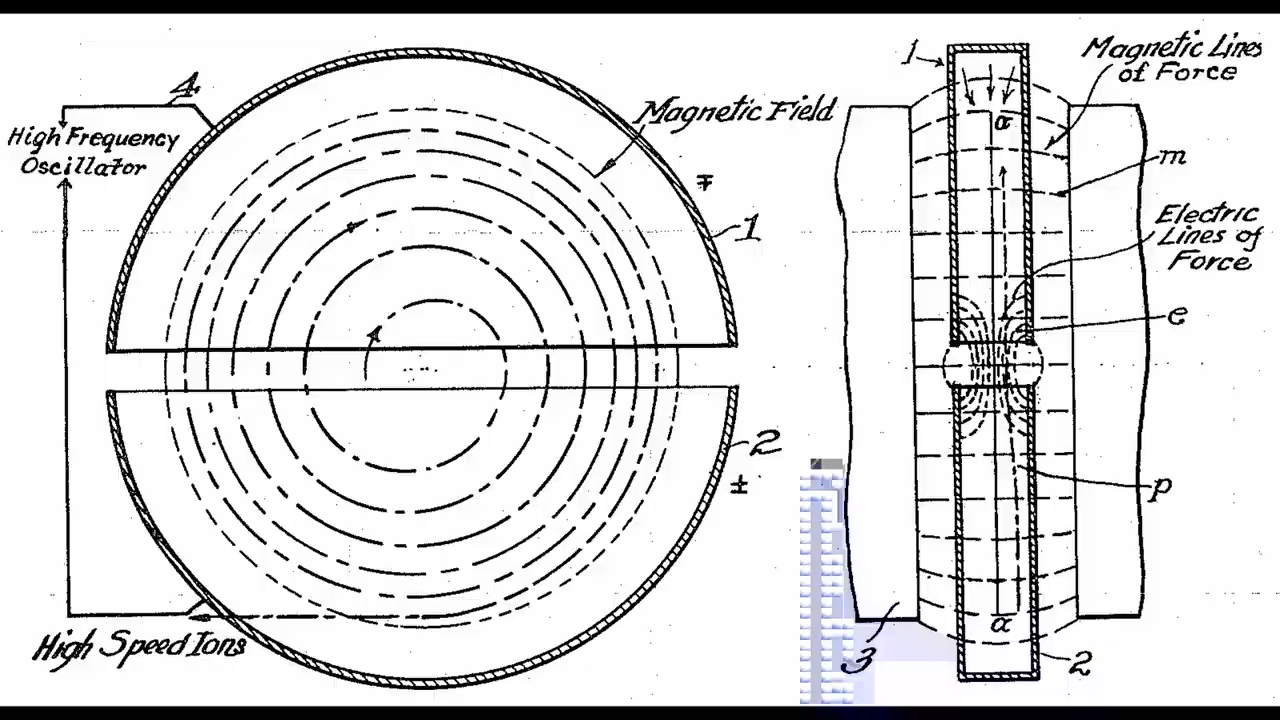 4.
High Frequency
Oscillator
Magnetic Field
∓
1
2
±
High Speed Ions
1
Magnetic Lines
of Force
a
m
Electric
Lines of
Force
e
p
a
3
2